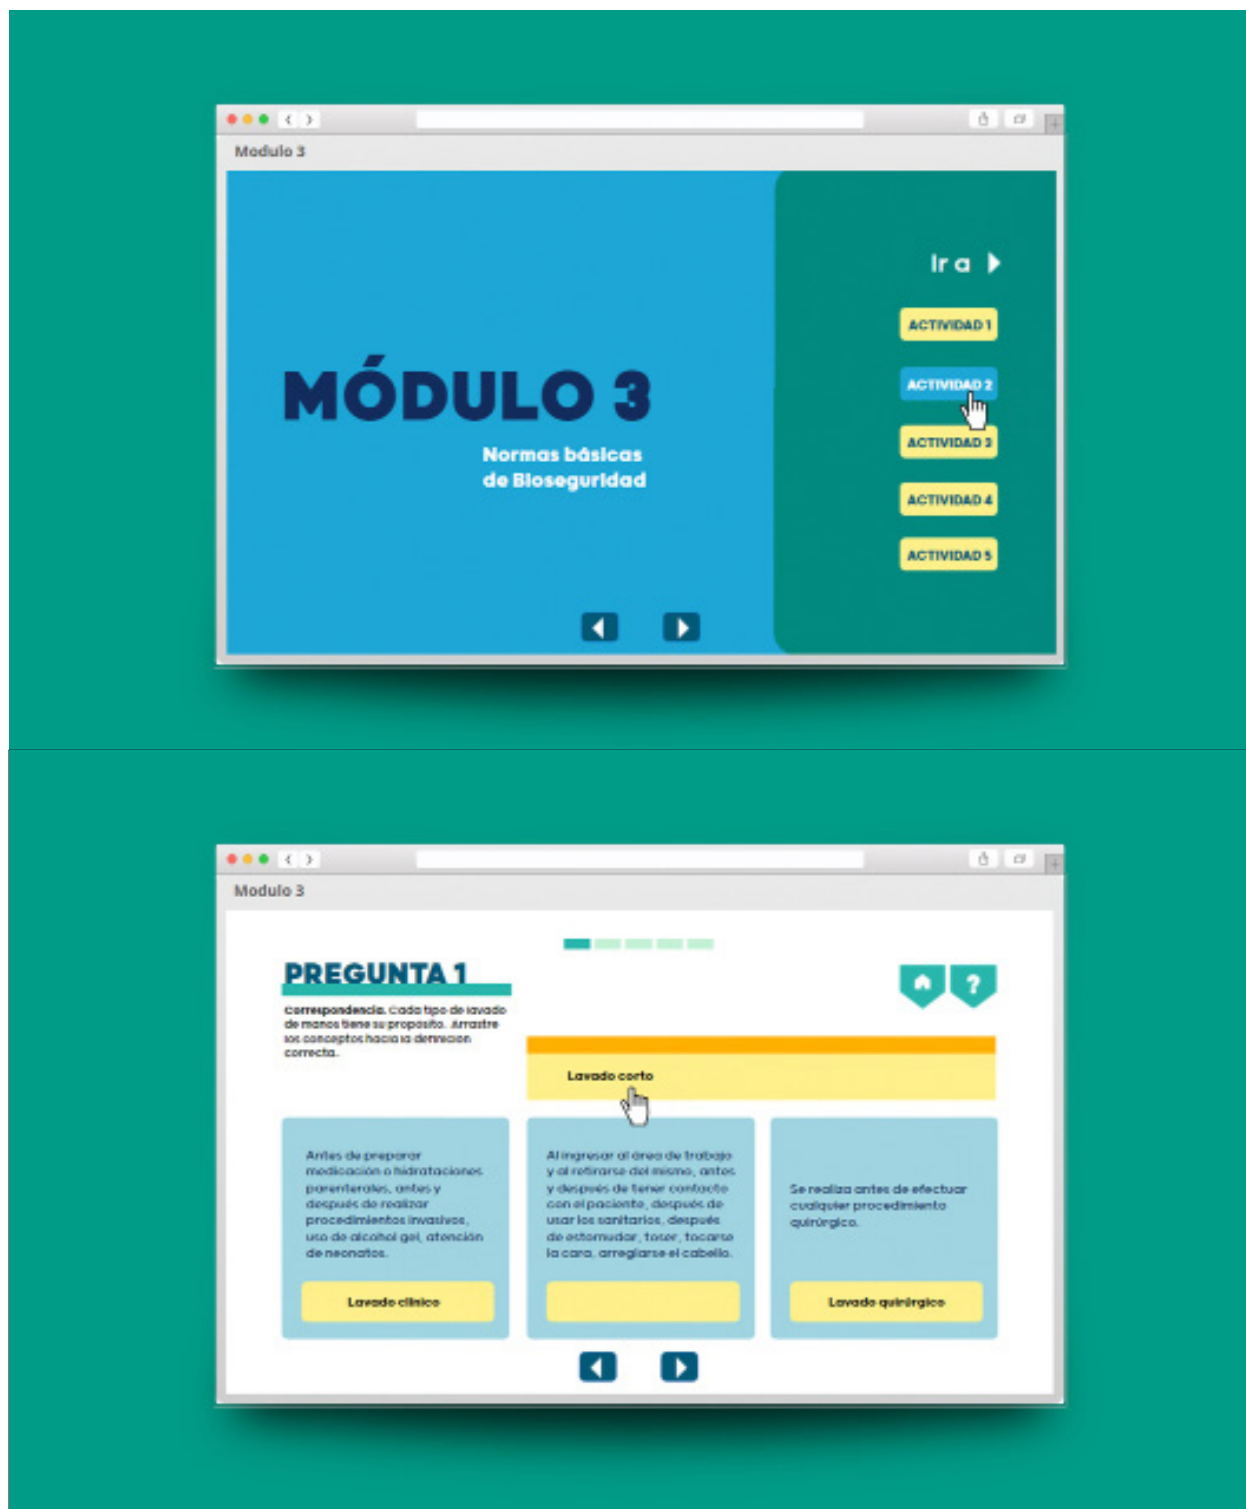 Modulo 3
Ir a
ACTIVIDAD 1
MÓDULO 3
ACTIVIDAD 2
Normas básicas
de Bioseguridad
ACTIVIDAD 3
ACTIVIDAD 4
ACTIVIDAD 5
Modulo 3
PREGUNTA 1
?
Correspondencia. Cada tipo de lavado
de manos tiene su proposito. Arrastre
los conceptos hacia la definicion
correcta.
Lavado corto
Antes de preparar
medicación o hidrataciones
parenterales, antes y
después de realizar
procedimientos invasivos,
uso de alcohol gel, atención
de neonatos.
Lavado clínico
Al ingresar al área de trabajo
y al retirarse del mismo, antes
y después de tener contacto
con el paciente, después de
usar los sanitarios, después
de estornudar, toser, tocarse
la cara, arreglarse el cabello.
Se realiza antes de efectuar
cualquier procedimiento
quirúrgico.
Lavado quirúrgico